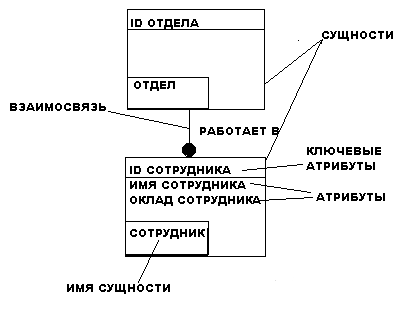 ID ОТДЕЛА
СУЩНОСТИ
ОТДЕЛ
ВЗАИМОСВЯЗЬ
РАБОТАЕТ В
КЛЮЧЕВЫЕ
АТРИБУТЫ
ID СОТРУДНИКА
ИМЯ СОТРУДНИКА
ОКЛАД СОТРУДНИКА
АТРИБУТЫ
СОТРУДНИК
ИМЯ СУЩНОСТИ